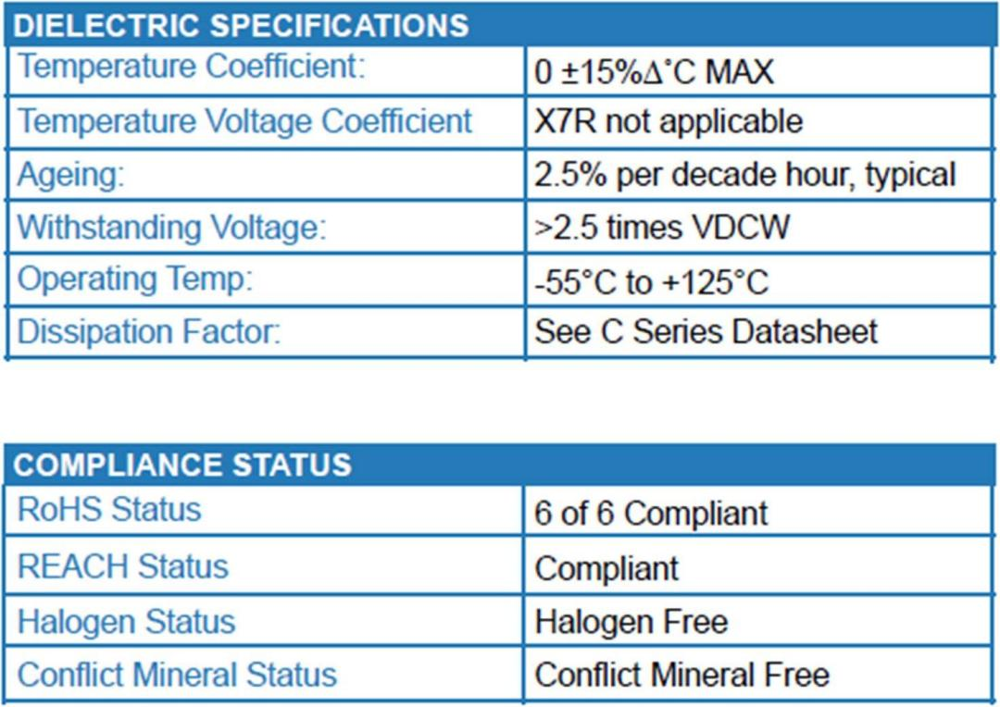 DIELECTRIC SPECIFICATIONS
Temperature Coefficient: 0 ±15%∆°C MAX
Temperature Voltage Coefficient X7R not applicable
Ageing: 2.5% per decade hour, typical
Withstanding Voltage: >2.5 times VDCW
Operating Temp: -55°C to +125°C
Dissipation Factor: See C Series Datasheet
COMPLIANCE STATUS
RoHS Status 6 of 6 Compliant
REACH Status Compliant
Halogen Status Halogen Free
Conflict Mineral Status Conflict Mineral Free